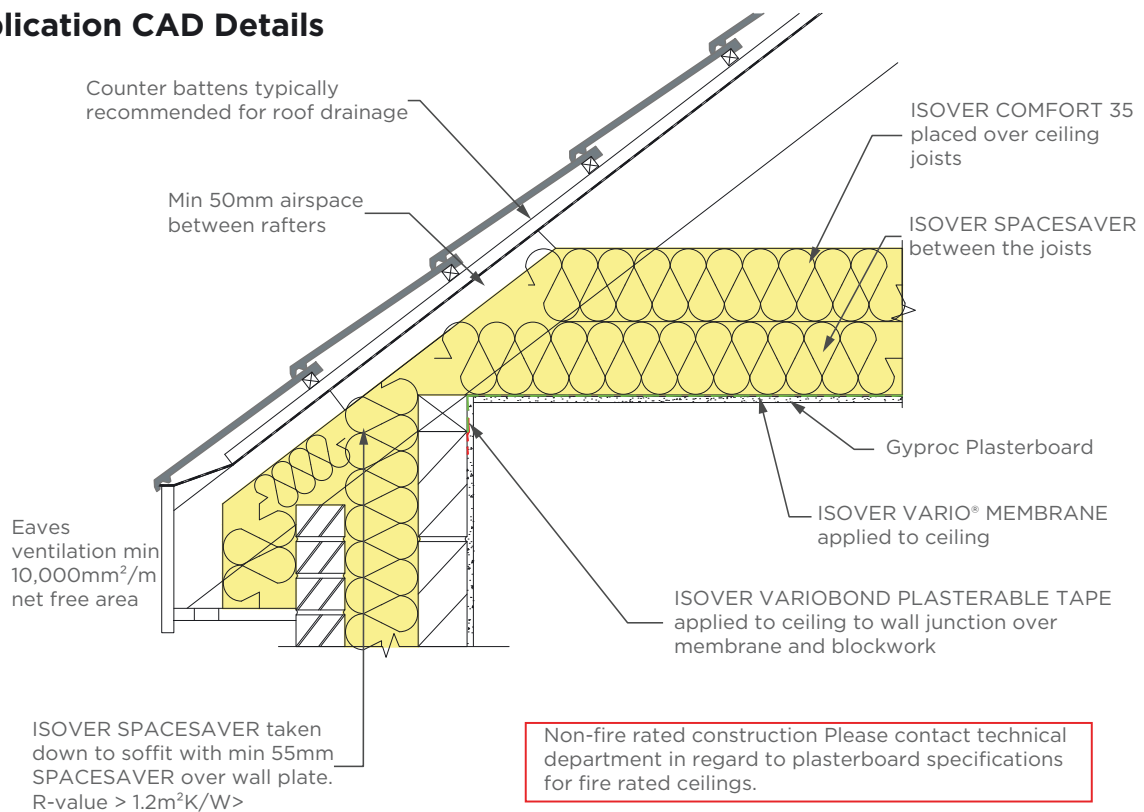 plication CAD Details
Counter battens typically
recommended for roof drainage
Min 50mm airspace
between rafters
ISOVER COMFORT 35
placed over ceiling
joists
ISOVER SPACESAVER
between the joists
Gyproc Plasterboard
ISOVER VARIO® MEMBRANE
applied to ceiling
Eaves
ventilation min
10,000mm²/m
net free area
ISOVER VARIOBOND PLASTERABLE TAPE
applied to ceiling to wall junction over
membrane and blockwork
ISOVER SPACESAVER taken
down to soffit with min 55mm
SPACESAVER over wall plate.
R-value > 1.2m²K/W>
Non-fire rated construction Please contact technical
department in regard to plasterboard specifications
for fire rated ceilings.